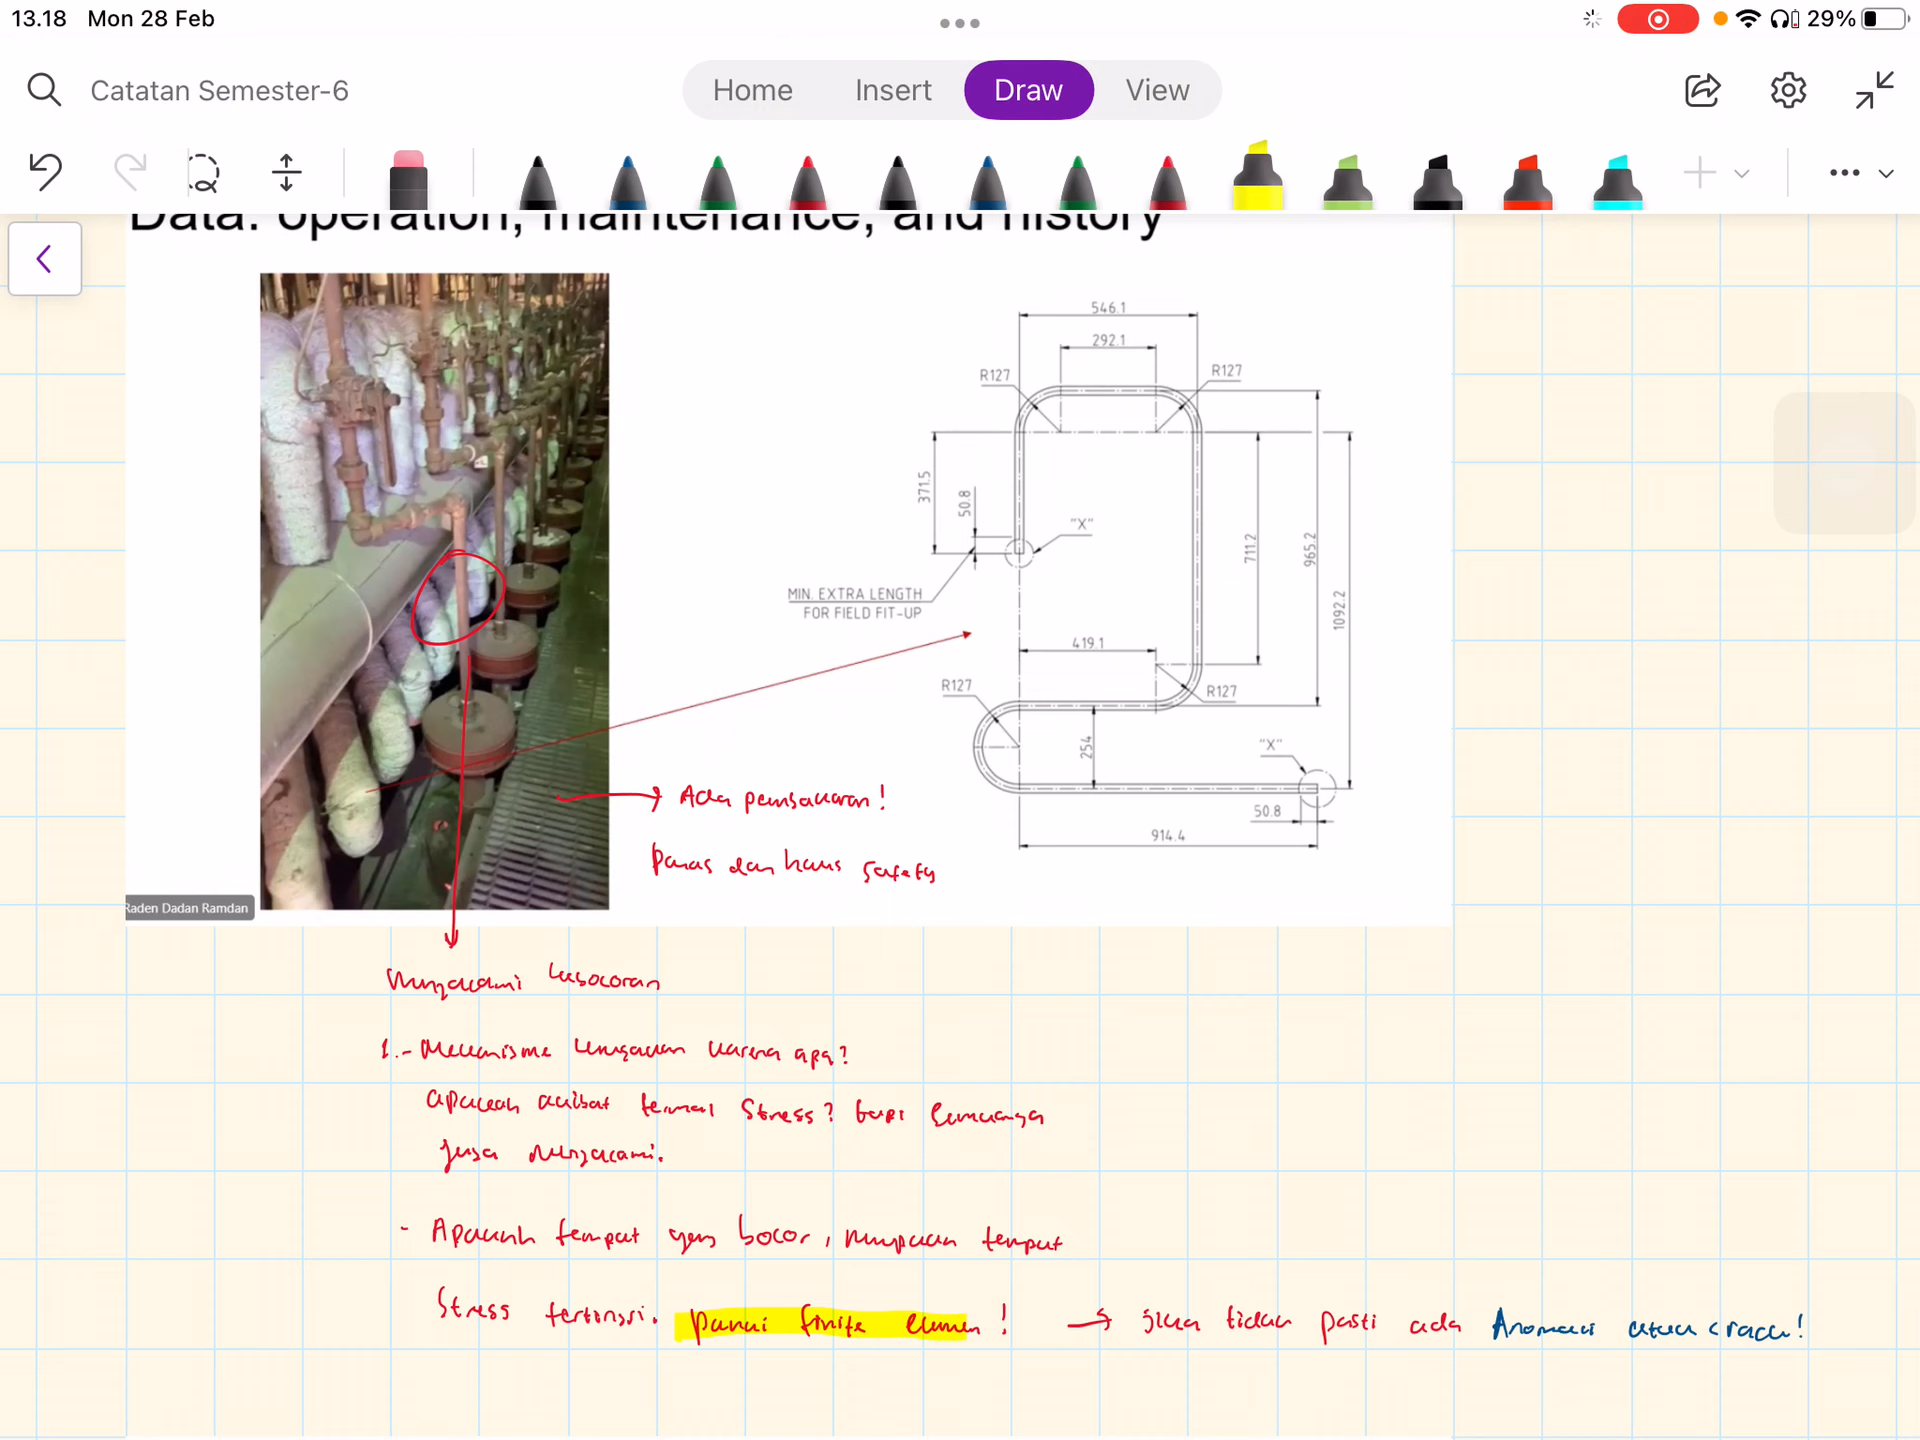 13.18 Mon 28 Feb
29%
Catatan Semester-6
Home Insert Draw View
Data: operation, maintenance, and history
546.1
292.1
R127
R127
371.5
50.8
"X"
711.2
965.2
1092.2
MIN. EXTRA LENGTH
FOR FIELD FIT-UP
419.1
R127
R127
254
"X"
50.8
914.4
Ada pembakaran!
Panas dan harus safety
Raden Dadan Ramdan
Mengalami kebocoran
1.- Mekanisme kerusakan karena apa?
apakah akibat termal stress? tapi semuanya
juga mengalami.
- Apakah tempat yang bocor, merupakan tempat
stress tertinggi. pakai finite elemen! → jika tidak pasti ada Anomali atau crack!